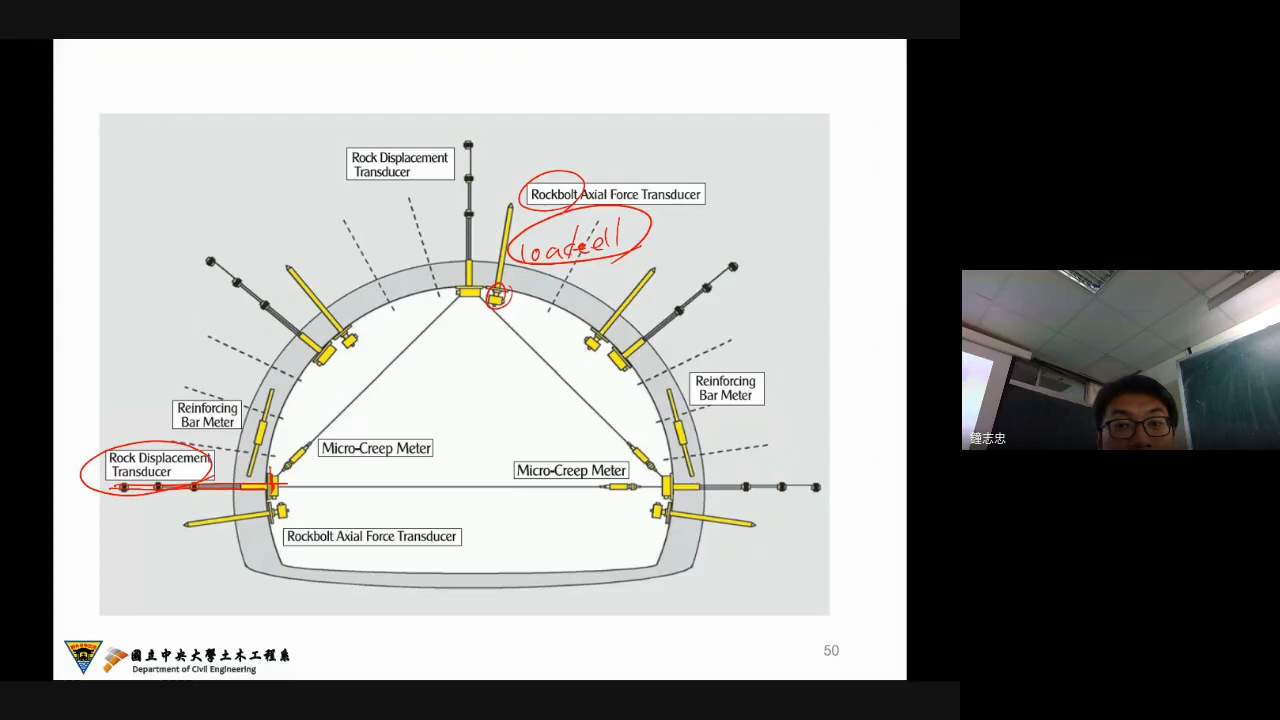 Rock Displacement
Transducer
Rockbolt Axial Force Transducer
loadcell
Reinforcing
Bar Meter
Reinforcing
Bar Meter
Micro-Creep Meter
Rock Displacement
Transducer
Micro-Creep Meter
Rockbolt Axial Force Transducer
鐘志忠
國立中央大學土木工程系
Department of Civil Engineering
50